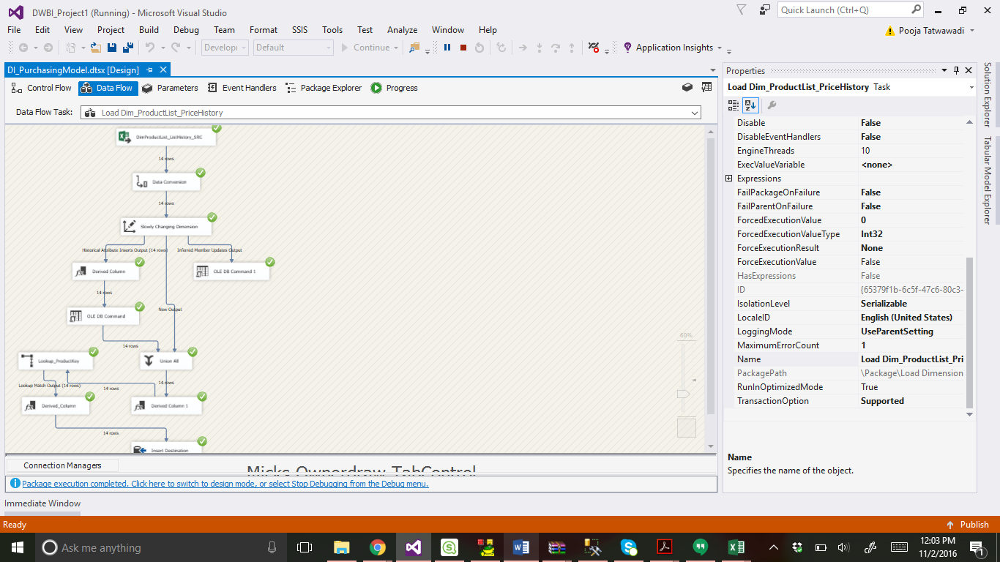 DWBI_Project1 (Running) - Microsoft Visual Studio
Quick Launch (Ctrl+Q)
File Edit View Project Build Debug Team Format SSIS Tools Test Analyze Window Help
Pooja Tatwawadi
Developi Default Continue Application Insights
DI_PurchasingModel.dtsx [Design]
Control Flow Data Flow Parameters Event Handlers Package Explorer Progress
Data Flow Task: Load Dim_ProductList_PriceHistory
DimProductList_ListHistory_SRC
14 rows
Data Conversion
14 rows
Slowly Changing Dimension
Historical Attribute Inserts Output (14 rows) Inferred Member Updates Output
Derived Column OLE DB Command 1
14 rows
New Output
OLE DB Command
14 rows
Lookup_ProductKey Union All
Lookup Match Output (14 rows) 14 rows 14 rows
Derived_Column Derived Column 1
14 rows
Insert Destination
60%
Connection Managers
Micks Ownerdraw TabControl
Package execution completed. Click here to switch to design mode, or select Stop Debugging from the Debug menu.
Immediate Window
Ready
Publish
Properties
Load Dim_ProductList_PriceHistory Task
Disable False
DisableEventHandlers False
EngineThreads 10
ExecValueVariable <none>
Expressions
FailPackageOnFailure False
FailParentOnFailure False
ForcedExecutionValue 0
ForcedExecutionValueType Int32
ForceExecutionResult None
ForceExecutionValue False
HasExpressions False
ID {65379f1b-6c5f-47c6-80c3-
IsolationLevel Serializable
LocaleID English (United States)
LoggingMode UseParentSetting
MaximumErrorCount 1
Name Load Dim_ProductList_Pri
PackagePath \Package\Load Dimension
RunInOptimizedMode True
TransactionOption Supported
Name
Specifies the name of the object.
Solution Explorer
Tabular Model Explorer
Ask me anything
12:03 PM
11/2/2016
1